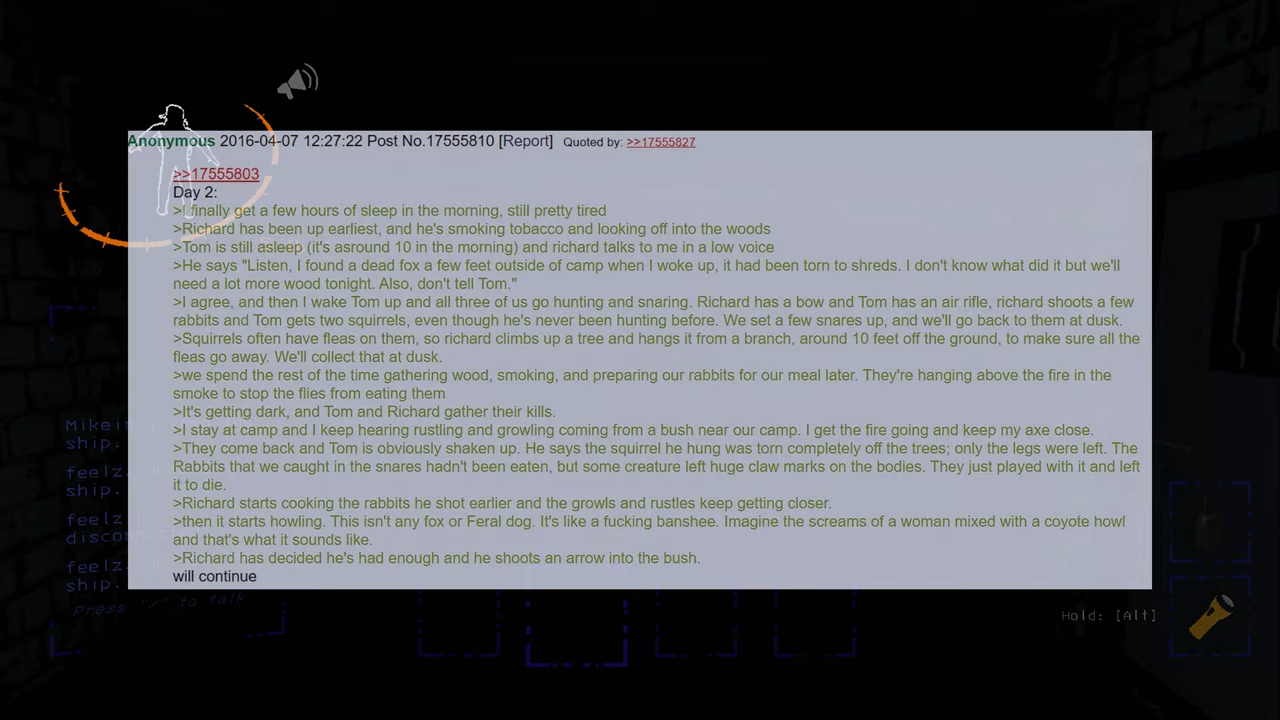 Anonymous 2016-04-07 12:27:22 Post No.17555810 [Report] Quoted by: >>17555827
>>17555803
Day 2:
>I finally get a few hours of sleep in the morning, still pretty tired
>Richard has been up earliest, and he's smoking tobacco and looking off into the woods
>Tom is still asleep (it's asround 10 in the morning) and richard talks to me in a low voice
>He says "Listen, I found a dead fox a few feet outside of camp when I woke up, it had been torn to shreds. I don't know what did it but we'll
need a lot more wood tonight. Also, don't tell Tom."
>I agree, and then I wake Tom up and all three of us go hunting and snaring. Richard has a bow and Tom has an air rifle, richard shoots a few
rabbits and Tom gets two squirrels, even though he's never been hunting before. We set a few snares up, and we'll go back to them at dusk.
>Squirrels often have fleas on them, so richard climbs up a tree and hangs it from a branch, around 10 feet off the ground, to make sure all the
fleas go away. We'll collect that at dusk.
>we spend the rest of the time gathering wood, smoking, and preparing our rabbits for our meal later. They're hanging above the fire in the
smoke to stop the flies from eating them
>It's getting dark, and Tom and Richard gather their kills.
>I stay at camp and I keep hearing rustling and growling coming from a bush near our camp. I get the fire going and keep my axe close.
>They come back and Tom is obviously shaken up. He says the squirrel he hung was torn completely off the trees; only the legs were left. The
Rabbits that we caught in the snares hadn't been eaten, but some creature left huge claw marks on the bodies. They just played with it and left
it to die.
>Richard starts cooking the rabbits he shot earlier and the growls and rustles keep getting closer.
>then it starts howling. This isn't any fox or Feral dog. It's like a fucking banshee. Imagine the screams of a woman mixed with a coyote howl
and that's what it sounds like.
>Richard has decided he's had enough and he shoots an arrow into the bush.
will continue
Mikei
ship.
feelz
ship.
feelz
disco
feelz
ship.
Press "/" to talk.
Hold: [Alt]